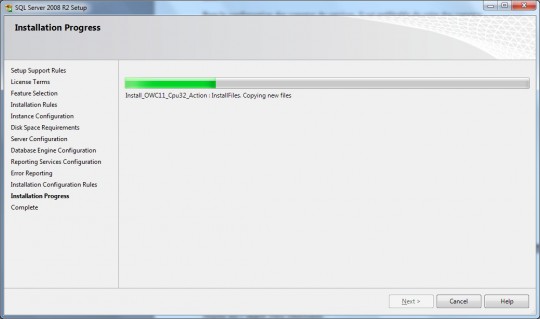 SQL Server 2008 R2 Setup
Installation Progress
Setup Support Rules
License Terms
Feature Selection
Installation Rules
Instance Configuration
Disk Space Requirements
Server Configuration
Database Engine Configuration
Reporting Services Configuration
Error Reporting
Installation Configuration Rules
Installation Progress
Complete
Install_OWC11_Cpu32_Action : InstallFiles. Copying new files
Next >
Cancel
Help